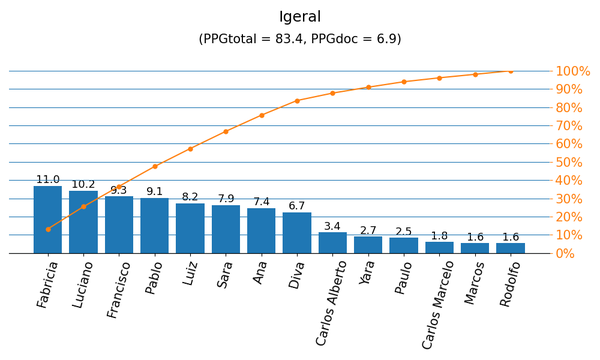 Igeral
(PPGtotal = 83.4, PPGdoc = 6.9)
100%
90%
80%
70%
60%
50%
40%
30%
20%
10%
0%
11.0
10.2
9.3
9.1
8.2
7.9
7.4
6.7
3.4
2.7
2.5
1.8
1.6
1.6
Fabricia
Luciano
Francisco
Pablo
Luiz
Sara
Ana
Diva
Carlos Alberto
Yara
Paulo
Carlos Marcelo
Marcos
Rodolfo